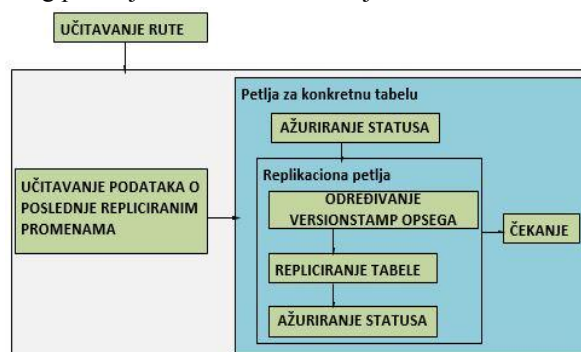 UČITAVANJE RUTE
Petlja za konkretnu tabelu
AŽURIRANJE STATUSA
UČITAVANJE PODATAKA O
POSLEDNJE REPLICIRANIM
PROMENAMA
Replikaciona petlja
ODREĐIVANJE
VERSIONSTAMP OPSEGA
REPLICIRANJE TABELE
AŽURIRANJE STATUSA
ČEKANJE